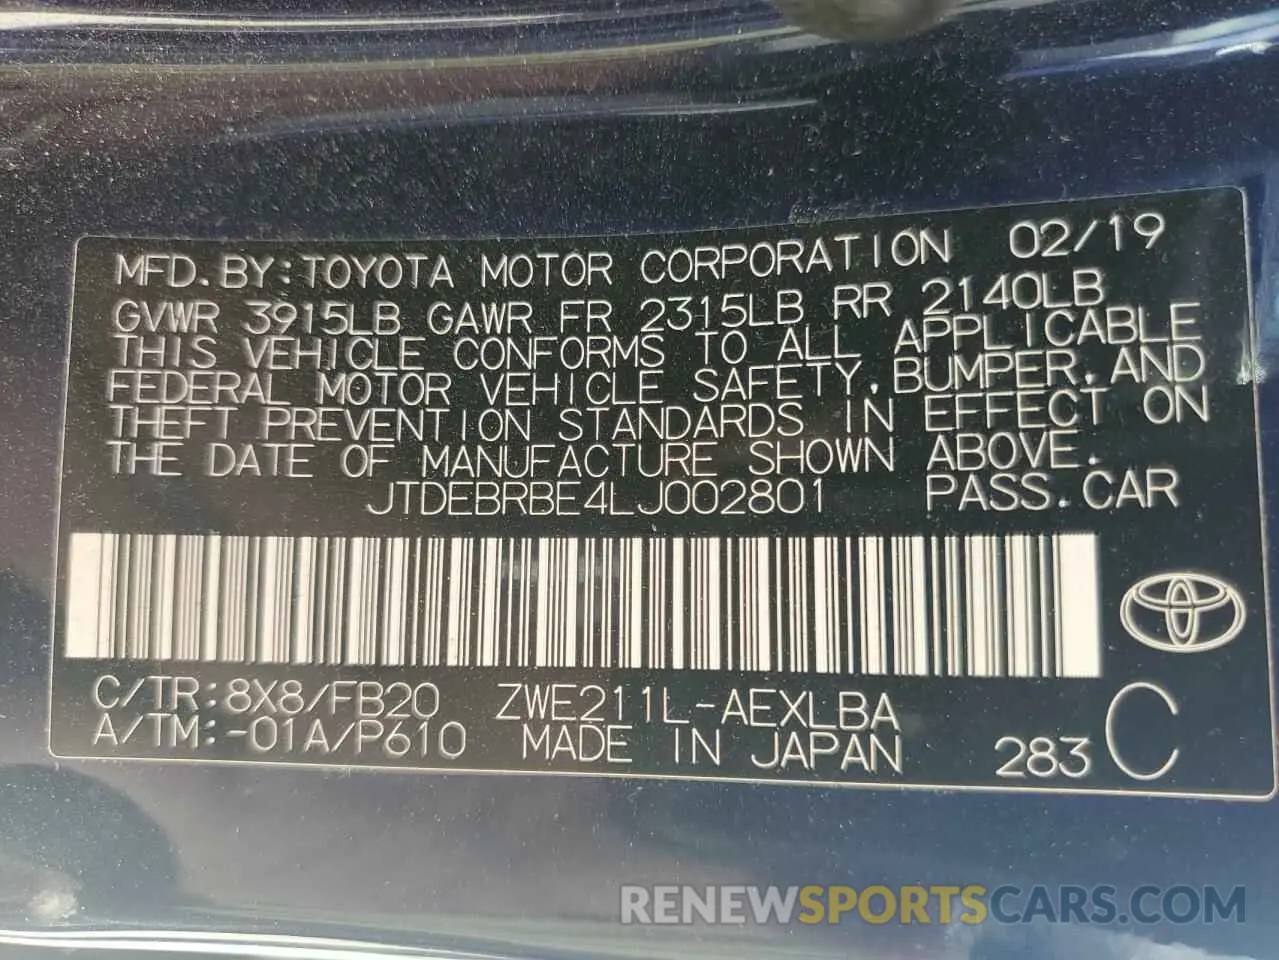 MFD. BY: TOYOTA MOTOR CORPORATION 02/19
GVWR 3915LB GAWR FR 2315LB RR 2140LB
THIS VEHICLE CONFORMS TO ALL APPLICABLE
FEDERAL MOTOR VEHICLE SAFETY, BUMPER, AND
THEFT PREVENTION STANDARDS IN EFFECT ON
THE DATE OF MANUFACTURE SHOWN ABOVE.
JTDEBRBE4LJ002801 PASS. CAR
C/TR: 8X8/FB20 ZWE211L-AEXLBA
A/TM: -01A/P610 MADE IN JAPAN 283 C
RENEWSPORTSCARS.COM